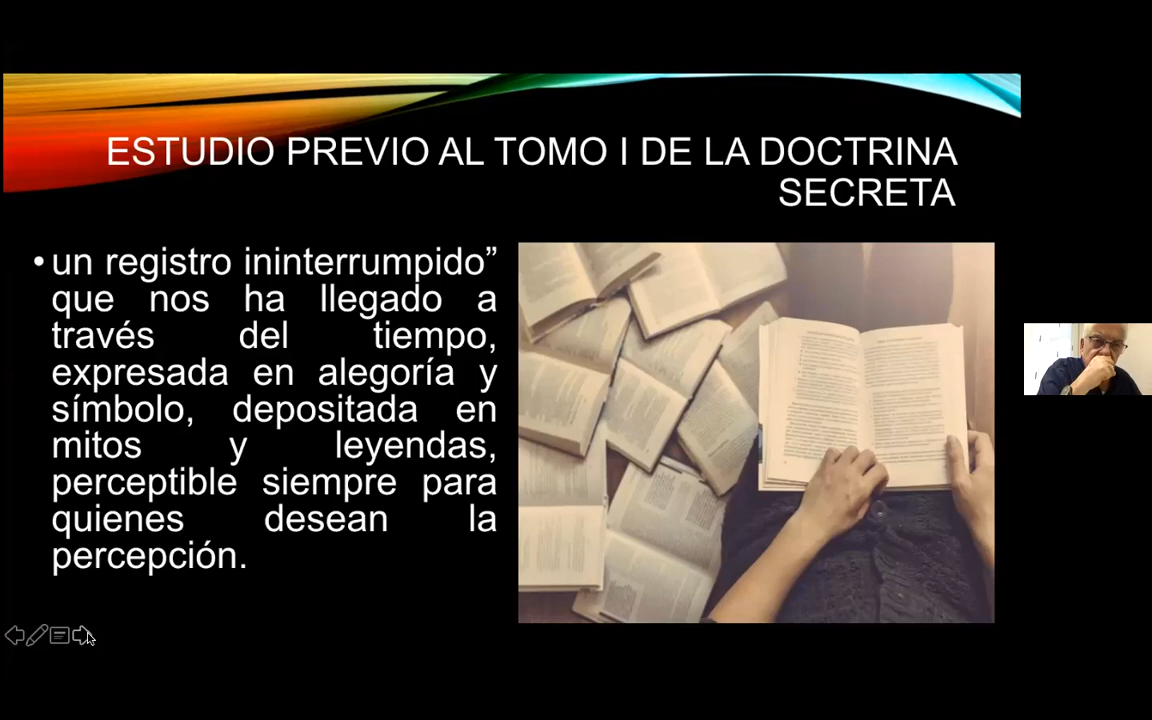 ESTUDIO PREVIO AL TOMO I DE LA DOCTRINA
SECRETA
• un registro ininterrumpido”
que nos ha llegado a
través del tiempo,
expresada en alegoría y
símbolo, depositada en
mitos y leyendas,
perceptible siempre para
quienes desean la
percepción.